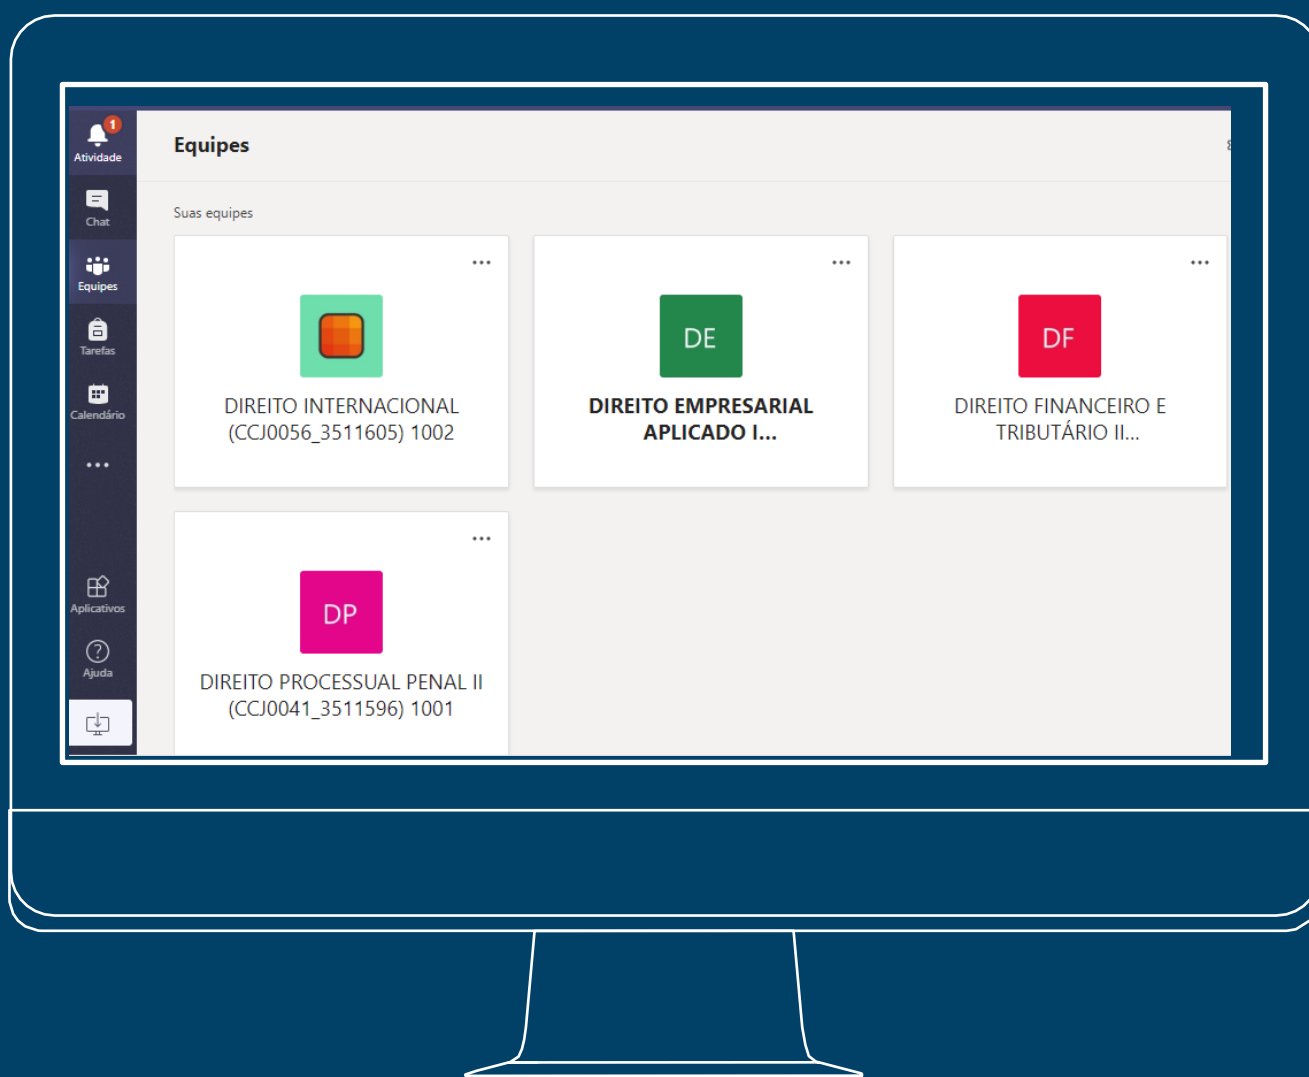 1
Atividade
Chat
Equipes
Tarefas
Calendário
Aplicativos
Ajuda
Equipes
Suas equipes
DIREITO INTERNACIONAL
(CCJ0056_3511605) 1002
DE
DIREITO EMPRESARIAL
APLICADO I...
DF
DIREITO FINANCEIRO E
TRIBUTÁRIO II...
DP
DIREITO PROCESSUAL PENAL II
(CCJ0041_3511596) 1001